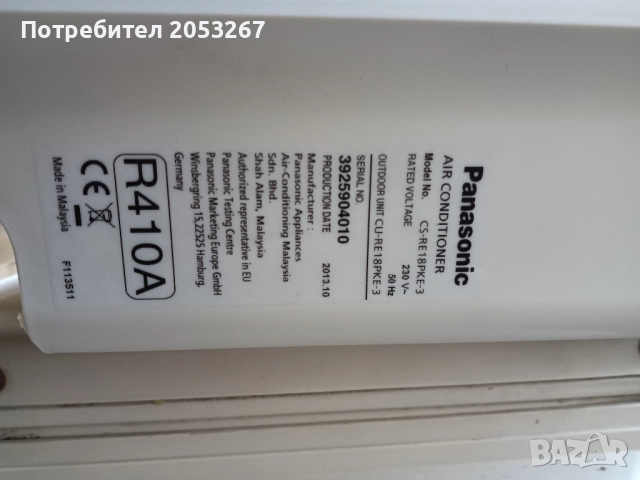 Потребител 2053267
Panasonic
AIR CONDITIONER
Model No. CS-RE18PKE-3
RATED VOLTAGE 230 V~
50 Hz
OUTDOOR UNIT CU-RE18PKE-3
SERIAL NO.
3925904010
PRODUCTION DATE 2013.10
Manufacturer :
Panasonic Appliances
Air-Conditioning Malaysia
Sdn. Bhd.
Shah Alam, Malaysia
Authorized representative in EU
Panasonic Testing Centre
Panasonic Marketing Europe GmbH
Winsbergring 15,22525 Hamburg,
Germany
R410A
CE
Made in Malaysia F113511
BAZAR